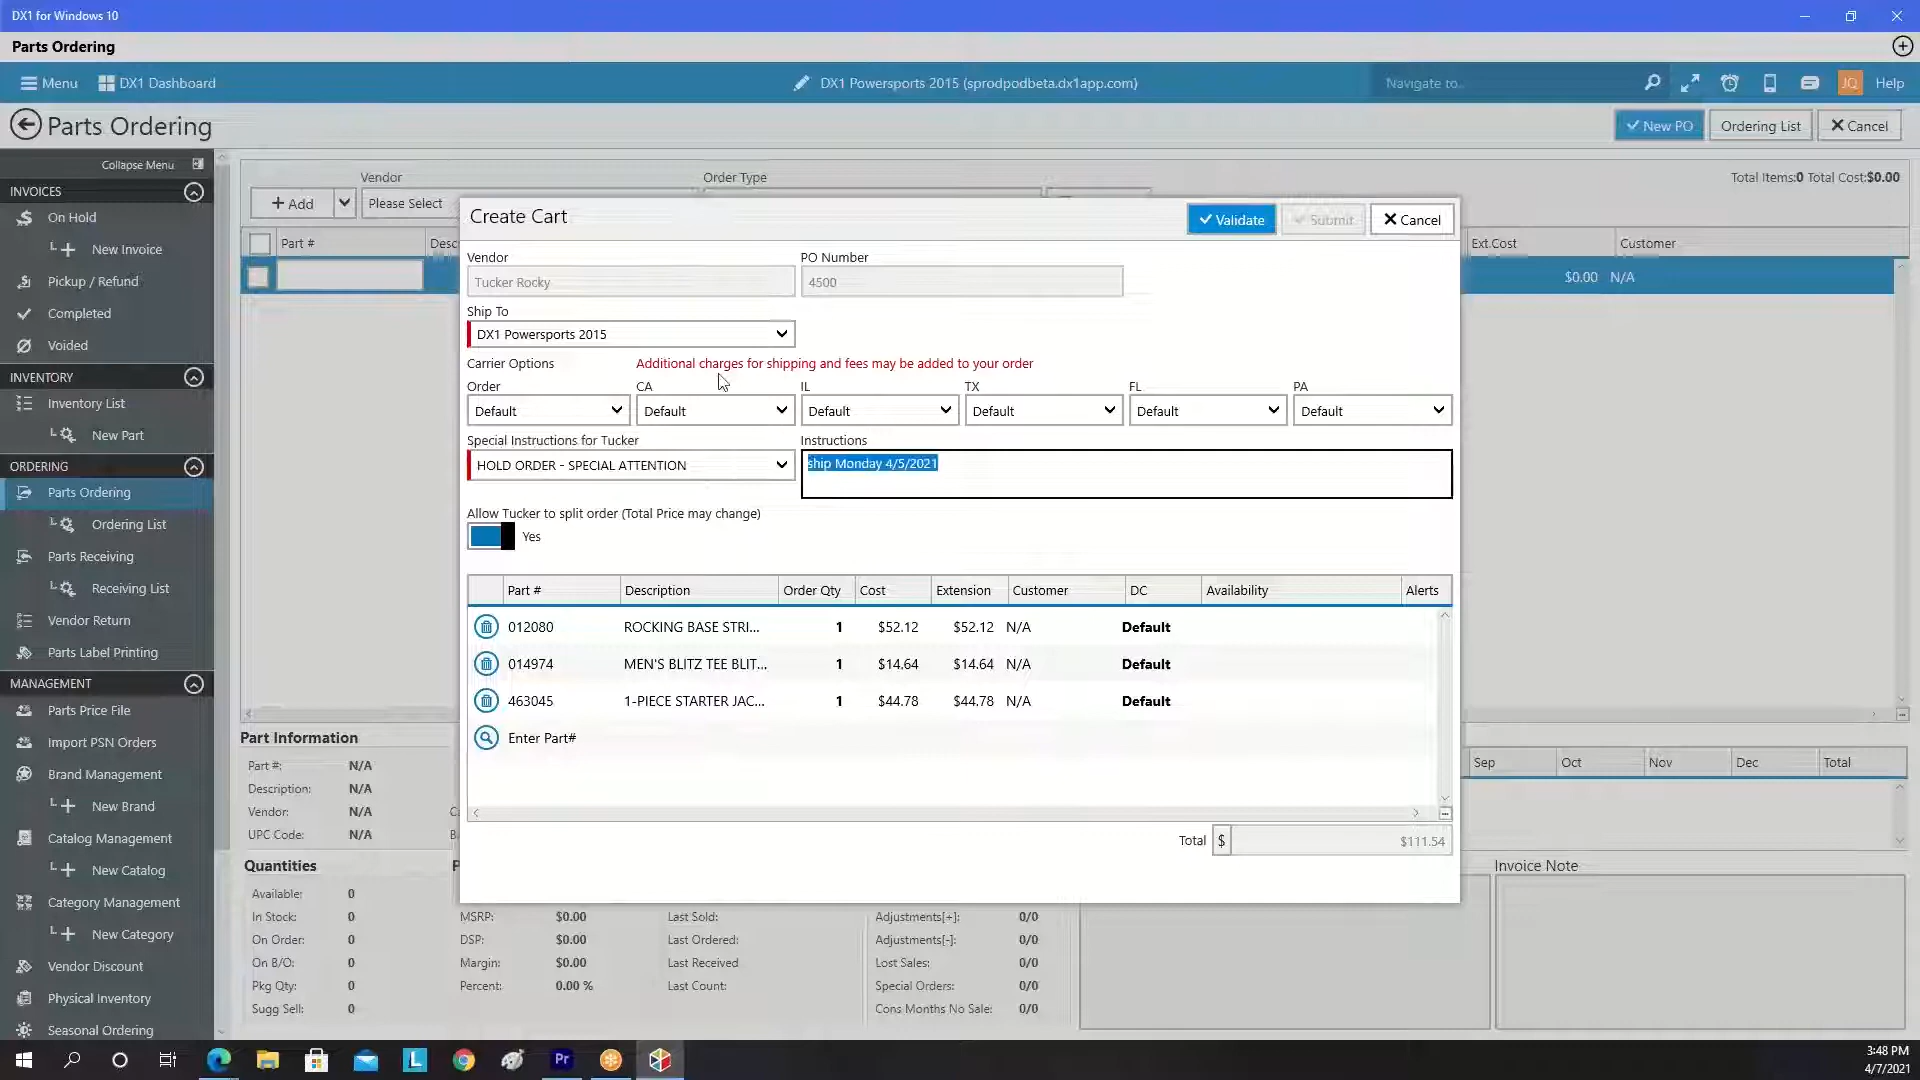 DX1 for Windows 10
Parts Ordering
Menu DX1 Dashboard DX1 Powersports 2015 (sprodpodbeta.dx1app.com) Navigate to... JQ Help
Parts Ordering New PO Ordering List Cancel
Collapse Menu
INVOICES
On Hold
New Invoice
Pickup / Refund
Completed
Voided
INVENTORY
Inventory List
New Part
ORDERING
Parts Ordering
Ordering List
Parts Receiving
Receiving List
Vendor Return
Parts Label Printing
MANAGEMENT
Parts Price File
Import PSN Orders
Brand Management
New Brand
Catalog Management
New Catalog
Category Management
New Category
Vendor Discount
Physical Inventory
Seasonal Ordering
Vendor Order Type Total Items:0 Total Cost:$0.00
Add Please Select
Part # Desc Ext.Cost Customer
$0.00 N/A
Create Cart Validate Submit Cancel
Vendor PO Number
Tucker Rocky 4500
Ship To
DX1 Powersports 2015
Carrier Options Additional charges for shipping and fees may be added to your order
Order CA IL TX FL PA
Default Default Default Default Default Default
Special Instructions for Tucker Instructions
HOLD ORDER - SPECIAL ATTENTION ship Monday 4/5/2021
Allow Tucker to split order (Total Price may change)
Yes
Part # Description Order Qty Cost Extension Customer DC Availability Alerts
012080 ROCKING BASE STRI... 1 $52.12 $52.12 N/A Default
014974 MEN'S BLITZ TEE BLIT... 1 $14.64 $14.64 N/A Default
463045 1-PIECE STARTER JAC... 1 $44.78 $44.78 N/A Default
Enter Part#
Total $ $111.54
Part Information
Part #: N/A
Description: N/A
Vendor: N/A
UPC Code: N/A
Sep Oct Nov Dec Total
Quantities Invoice Note
Available: 0
In Stock: 0 MSRP: $0.00 Last Sold: Adjustments[+]: 0/0
On Order: 0 DSP: $0.00 Last Ordered: Adjustments[-]: 0/0
On B/O: 0 Margin: $0.00 Last Received Lost Sales: 0/0
Pkg Qty: 0 Percent: 0.00 % Last Count: Special Orders: 0/0
Sugg Sell: 0 Cons Months No Sale: 0/0
L Pr
3:48 PM
4/7/2021